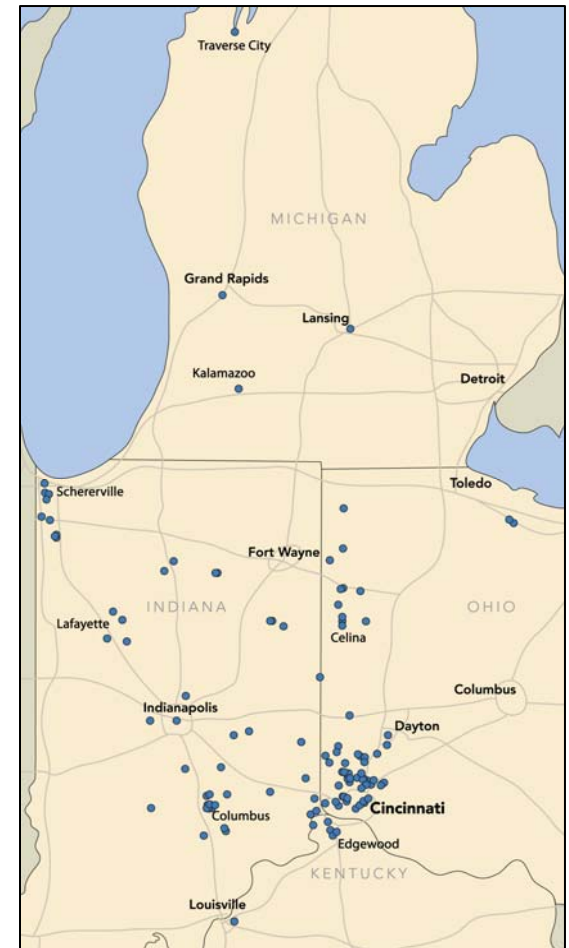 Traverse City
MICHIGAN
Grand Rapids
Lansing
Kalamazoo
Detroit
Toledo
Schererville
Fort Wayne
INDIANA
OHIO
Lafayette
Celina
Columbus
Indianapolis
Dayton
Cincinnati
Columbus
Edgewood
KENTUCKY
Louisville